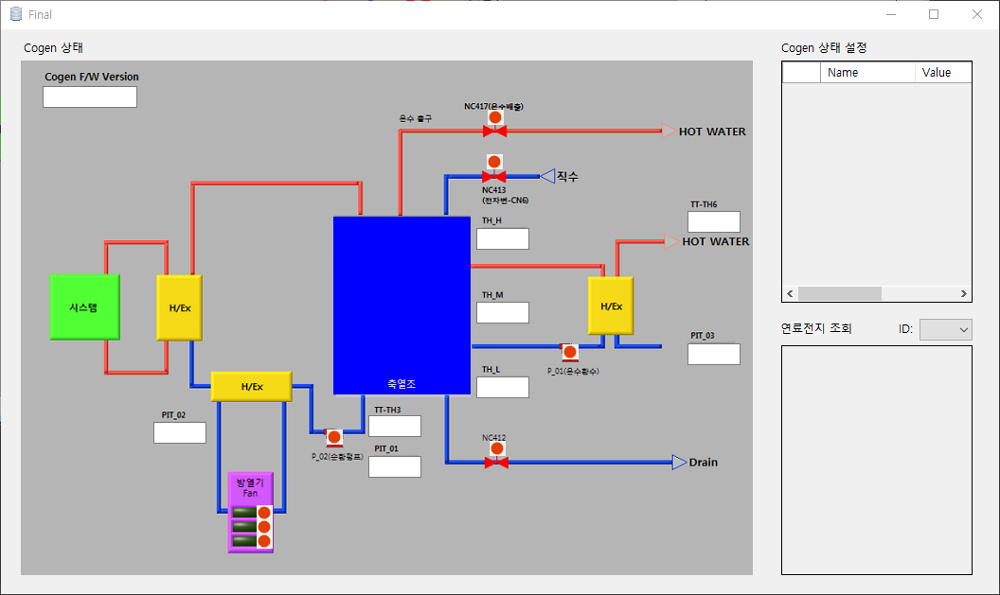 Final
Cogen 상태
Cogen 상태 설정
Cogen F/W Version
Name Value
NC417(온수배출)
온수 출구
HOT WATER
직수
NC413
(전자변-CN6)
TT-TH6
TH_H
HOT WATER
시스템
H/Ex
TH_M
H/Ex
연료전지 조회 ID:
PIT_03
P_01(온수환수)
TH_L
축열조
H/Ex
TT-TH3
PIT_02
NC412
PIT_01
P_02(순환펌프)
Drain
방열기
Fan